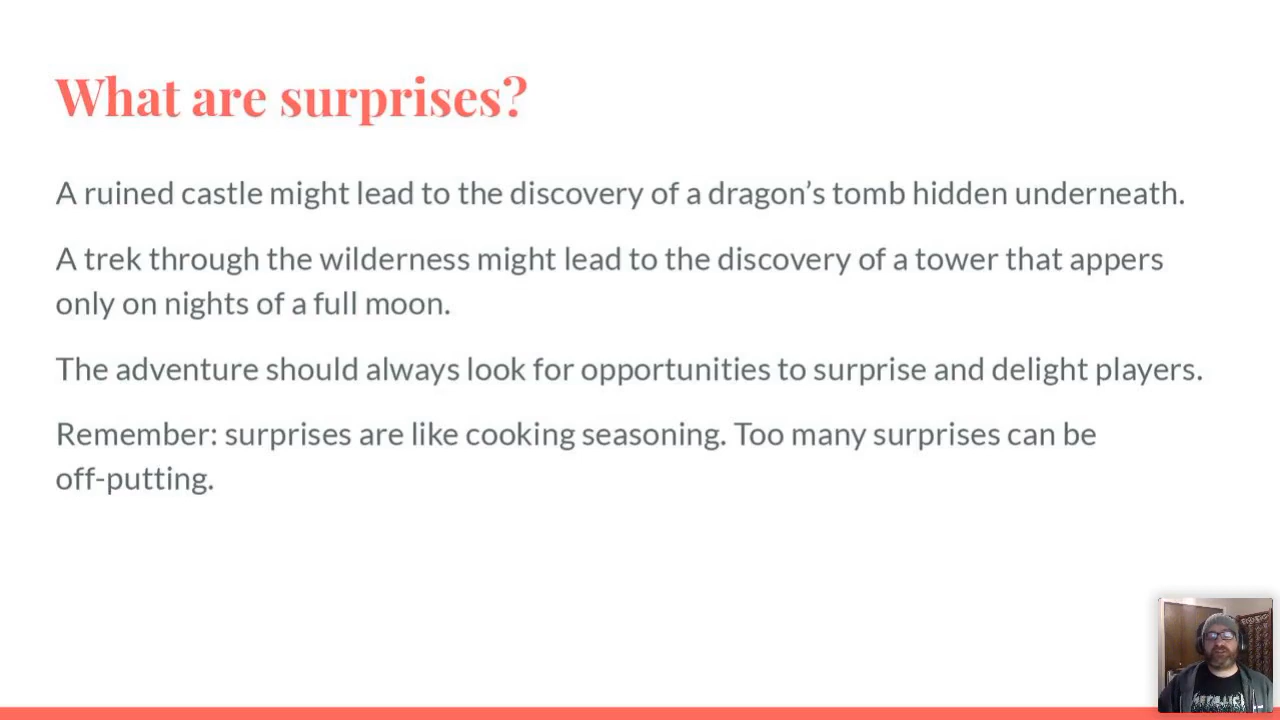 What are surprises?
A ruined castle might lead to the discovery of a dragon’s tomb hidden underneath.
A trek through the wilderness might lead to the discovery of a tower that appers
only on nights of a full moon.
The adventure should always look for opportunities to surprise and delight players.
Remember: surprises are like cooking seasoning. Too many surprises can be
off-putting.